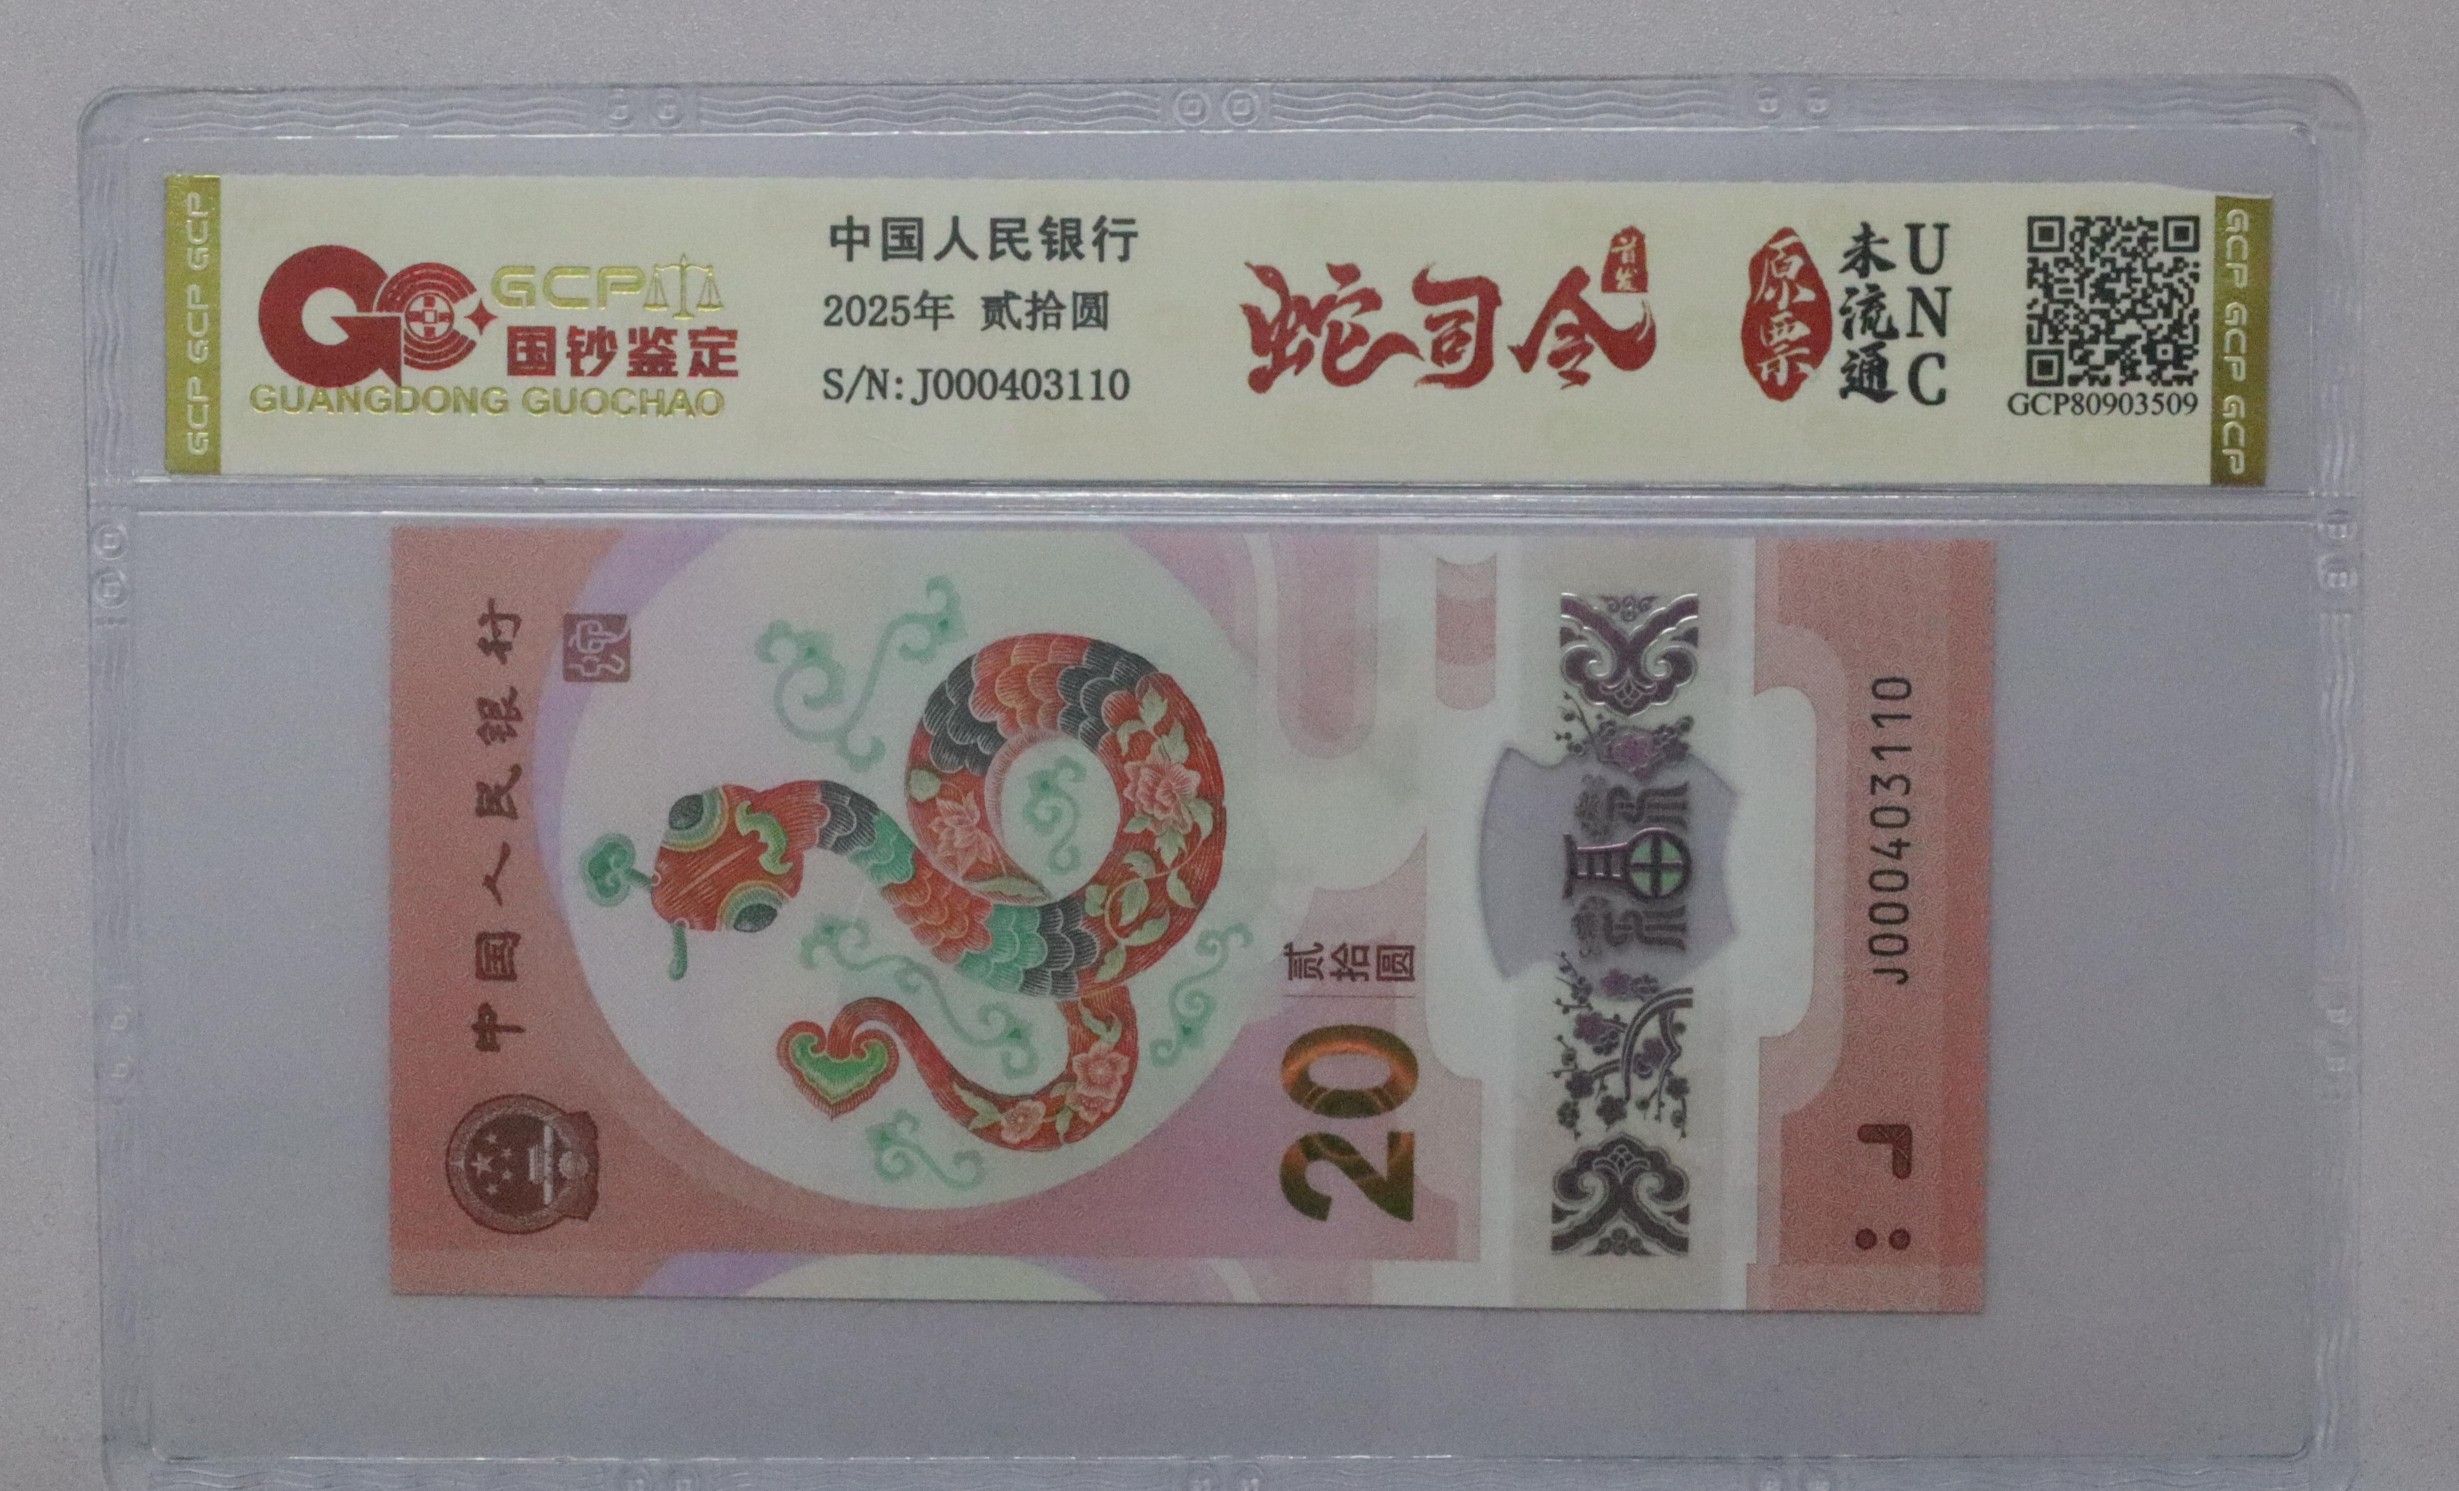 GCP GCP GCP
GCP
国钞鉴定
GUANGDONG GUOCHAO
中国人民银行
2025年 贰拾圆
S/N: J000403110
蛇司令
首发
原票
未流通
UNC
GCP80903509
GCP GCP GCP GCP
中国人民银行
20
贰拾圆
福
J000403110